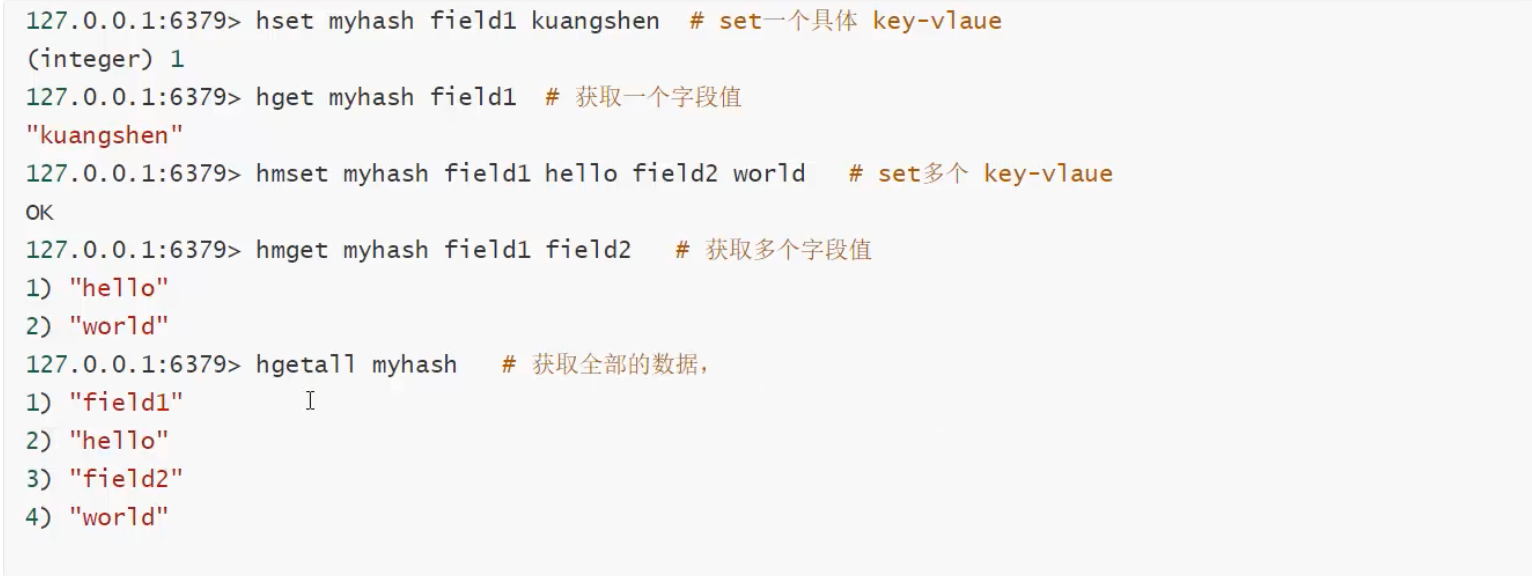 127.0.0.1:6379> hset myhash field1 kuangshen  # set一个具体 key-vlaue
(integer) 1
127.0.0.1:6379> hget myhash field1  # 获取一个字段值
"kuangshen"
127.0.0.1:6379> hmset myhash field1 hello field2 world   # set多个 key-vlaue
OK
127.0.0.1:6379> hmget myhash field1 field2   # 获取多个字段值
1) "hello"
2) "world"
127.0.0.1:6379> hgetall myhash   # 获取全部的数据，
1) "field1"
2) "hello"
3) "field2"
4) "world"